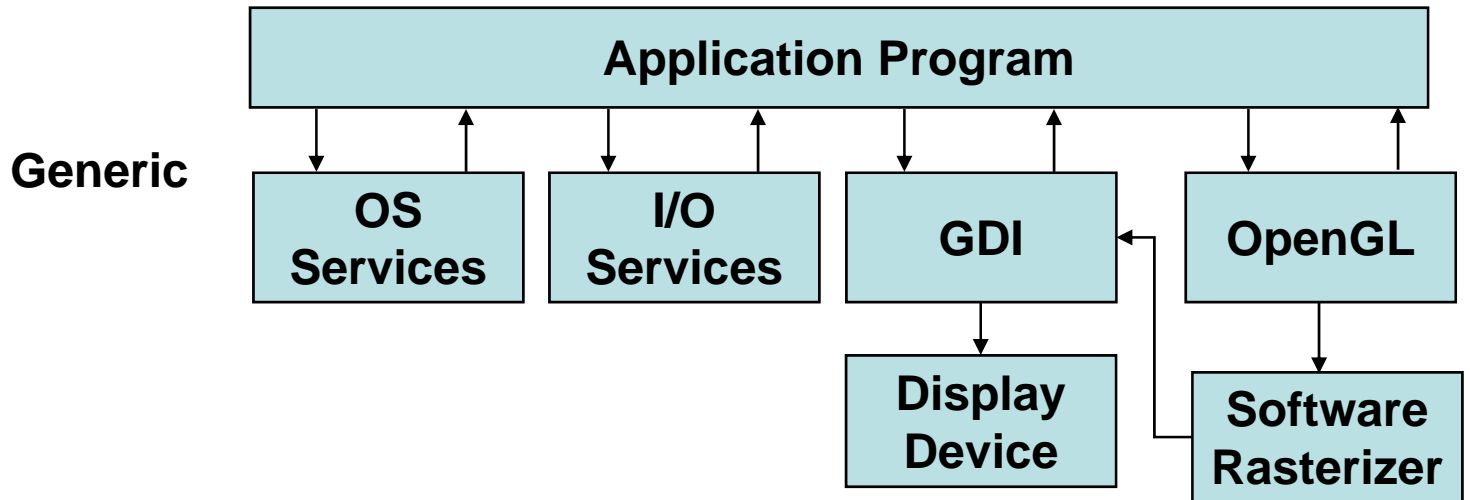 Application Program
Generic
OS
Services
I/O
Services
GDI
OpenGL
Display
Device
Software
Rasterizer